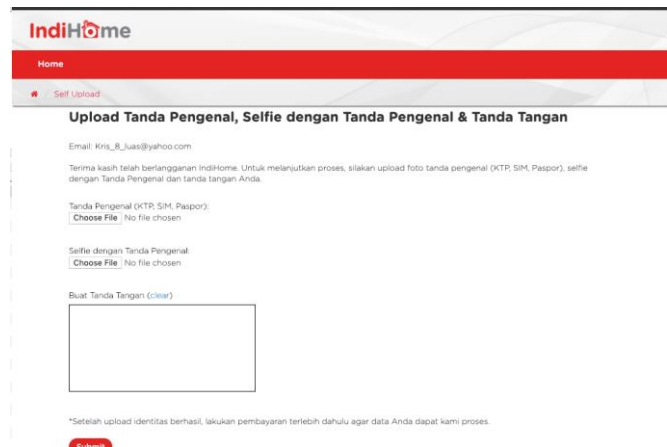 IndiHome
Home
Self Upload
Upload Tanda Pengenal, Selfie dengan Tanda Pengenal & Tanda Tangan
Email: Kris_8_luas@yahoo.com
Terima kasih telah berlangganan IndiHome. Untuk melanjutkan proses, silakan upload foto tanda pengenal (KTP, SIM, Paspor), selfie
dengan Tanda Pengenal dan tanda tangan Anda.
Tanda Pengenal (KTP, SIM, Paspor):
Choose File No file chosen
Selfie dengan Tanda Pengenal:
Choose File No file chosen
Buat Tanda Tangan (clear)
*Setelah upload identitas berhasil, lakukan pembayaran terlebih dahulu agar data Anda dapat kami proses.
Submit